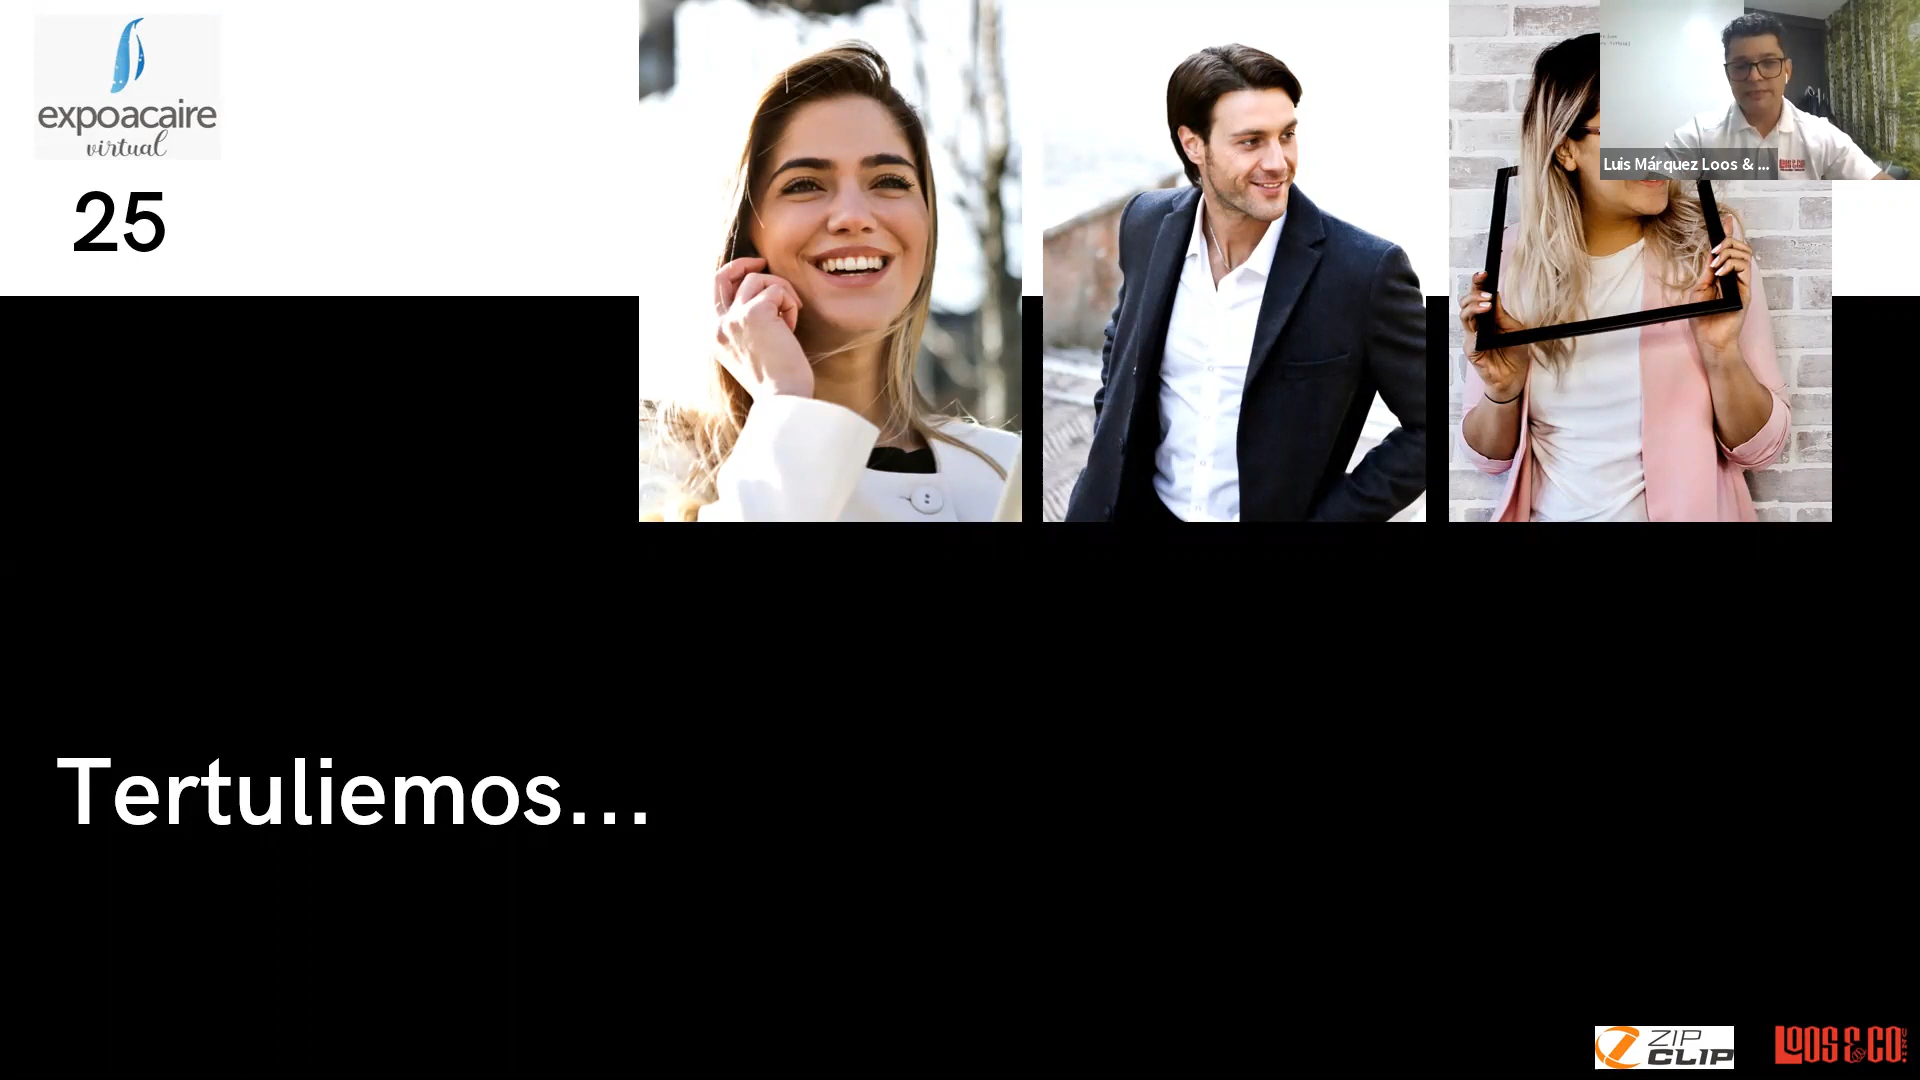 expoacaire
virtual
25
Luis Márquez Loos & ...
Tertuliemos...
ZIP
CLIP
LOOS & CO.